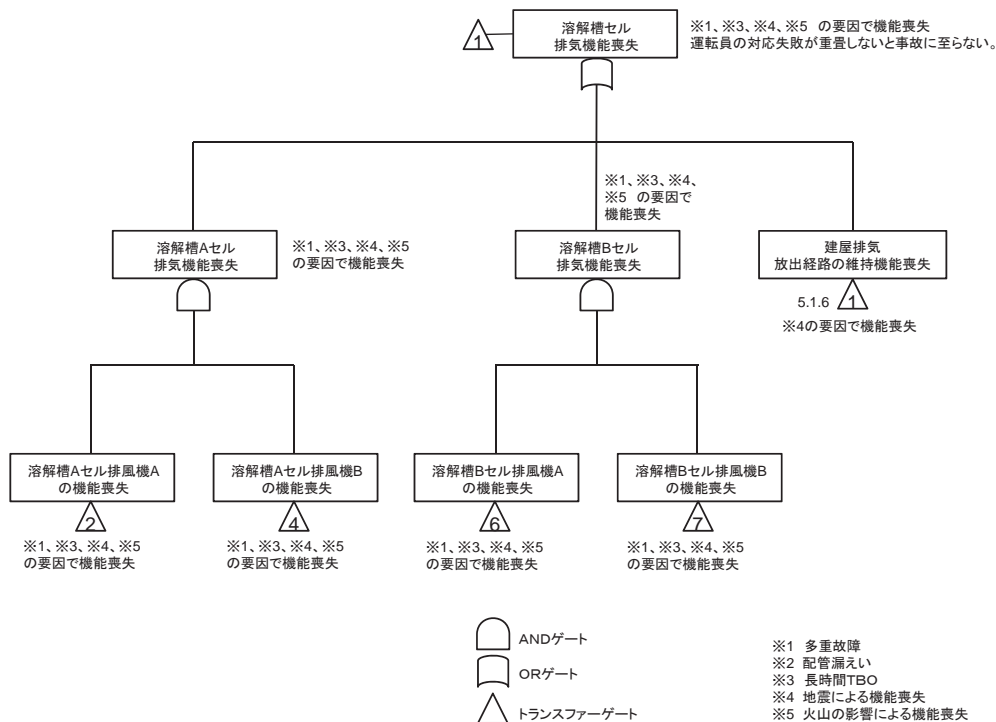 溶解槽セル
排気機能喪失
1
※1、※3、※4、※5 の要因で機能喪失
運転員の対応失敗が重畳しないと事故に至らない。
※1、※3、※4、
※5 の要因で
機能喪失
溶解槽Aセル
排気機能喪失
※1、※3、※4、※5
の要因で機能喪失
溶解槽Bセル
排気機能喪失
建屋排気
放出経路の維持機能喪失
5.1.6
1
※4の要因で機能喪失
溶解槽Aセル排風機A
の機能喪失
2
※1、※3、※4、※5
の要因で機能喪失
溶解槽Aセル排風機B
の機能喪失
4
※1、※3、※4、※5
の要因で機能喪失
溶解槽Bセル排風機A
の機能喪失
6
※1、※3、※4、※5
の要因で機能喪失
溶解槽Bセル排風機B
の機能喪失
7
※1、※3、※4、※5
の要因で機能喪失
ANDゲート
ORゲート
トランスファーゲート
※1 多重故障
※2 配管漏えい
※3 長時間TBO
※4 地震による機能喪失
※5 火山の影響による機能喪失